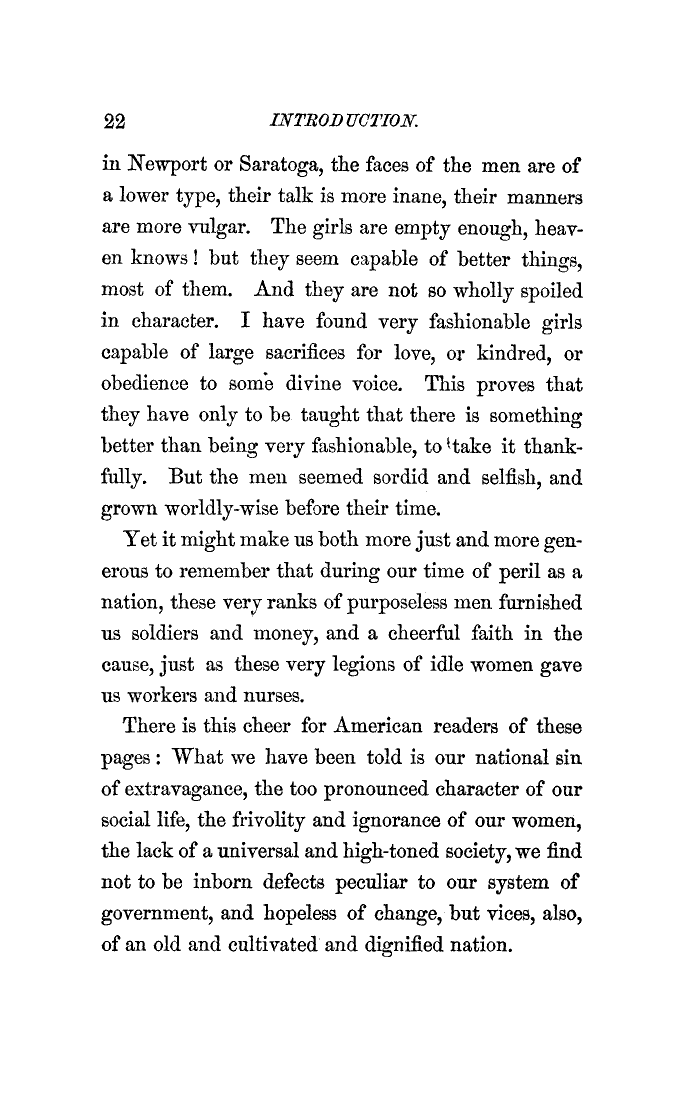 22 INTRODUCTION.
in Newport or Saratoga, the faces of the men are of
a lower type, their talk is more inane, their manners
are more vulgar. The girls are empty enough, heav-
en knows! but they seem capable of better things,
most of them. And they are not so wholly spoiled
in character. I have found very fashionable girls
capable of large sacrifices for love, or kindred, or
obedience to some divine voice. This proves that
they have only to be taught that there is something
better than being very fashionable, to take it thank-
fully. But the men seemed sordid and selfish, and
grown worldly-wise before their time.
Yet it might make us both more just and more gen-
erous to remember that during our time of peril as a
nation, these very ranks of purposeless men furnished
us soldiers and money, and a cheerful faith in the
cause, just as these very legions of idle women gave
us workers and nurses.
There is this cheer for American readers of these
pages: What we have been told is our national sin
of extravagance, the too pronounced character of our
social life, the frivolity and ignorance of our women,
the lack of a universal and high-toned society, we find
not to be inborn defects peculiar to our system of
government, and hopeless of change, but vices, also,
of an old and cultivated and dignified nation.